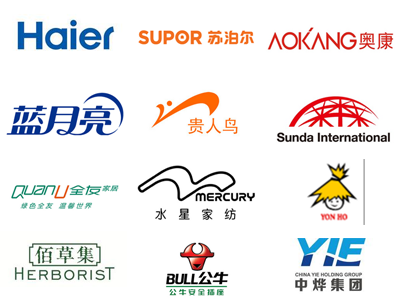 Haier
SUPOR 苏泊尔
AOKANG 奥康
蓝月亮
贵人鸟
Sunda International
QUANU 全友家居
绿色全友 温馨世界
MERCURY
水星家纺
YON HO
佰草集
HERBORIST
BULL公牛
公牛安全插座
YIE
CHINA YIE HOLDING GROUP
中烨集团